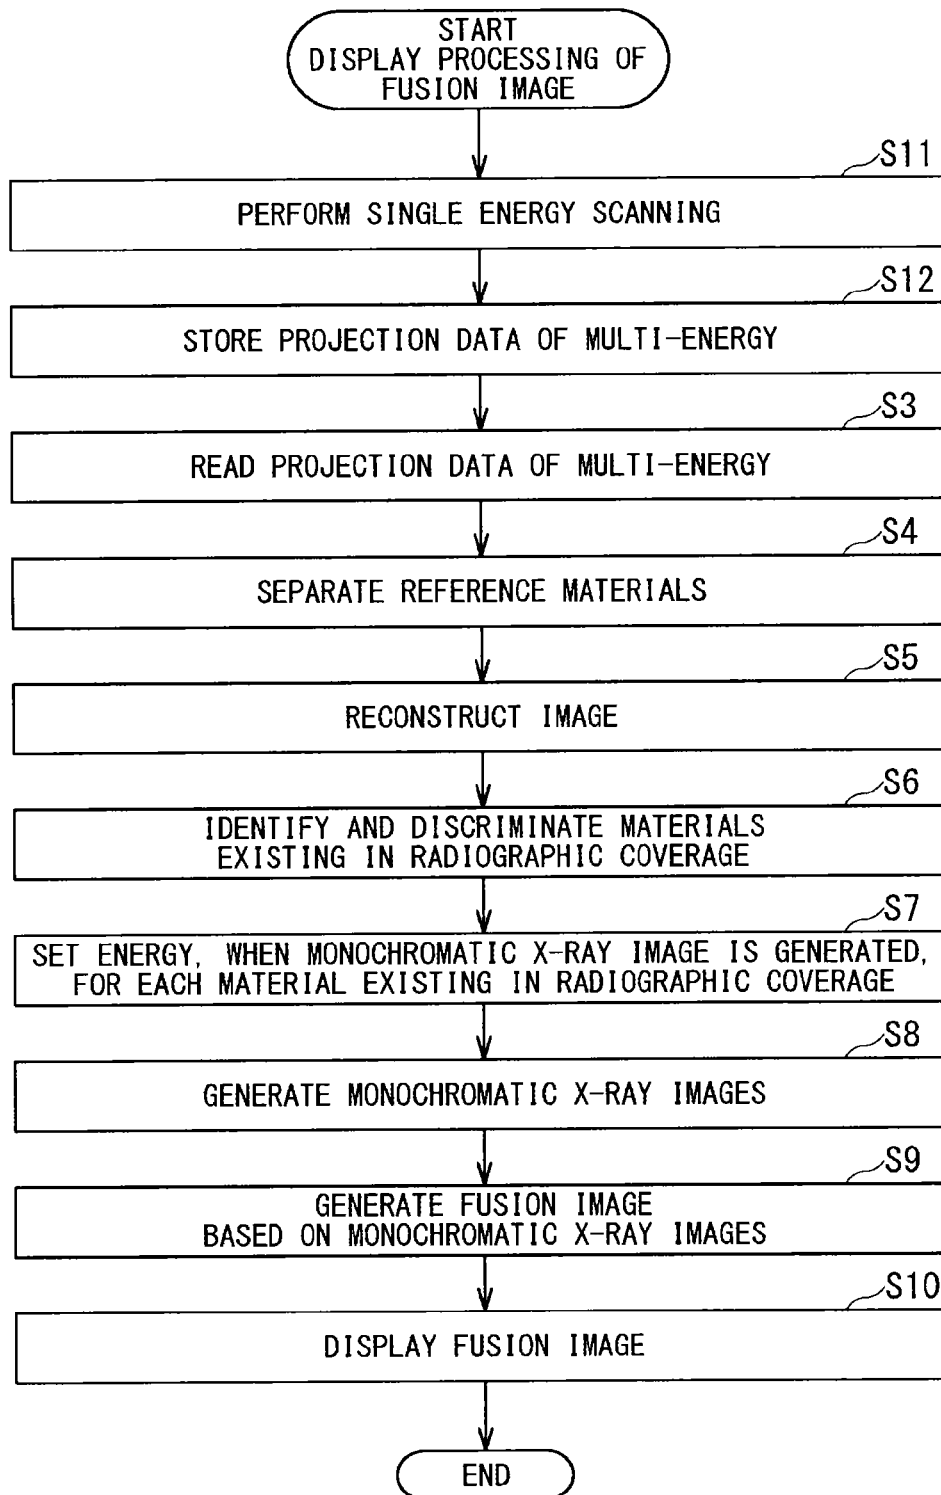 START
DISPLAY PROCESSING OF
FUSION IMAGE
S11
PERFORM SINGLE ENERGY SCANNING
S12
STORE PROJECTION DATA OF MULTI-ENERGY
S3
READ PROJECTION DATA OF MULTI-ENERGY
S4
SEPARATE REFERENCE MATERIALS
S5
RECONSTRUCT IMAGE
S6
IDENTIFY AND DISCRIMINATE MATERIALS
EXISTING IN RADIOGRAPHIC COVERAGE
S7
SET ENERGY, WHEN MONOCHROMATIC X-RAY IMAGE IS GENERATED,
FOR EACH MATERIAL EXISTING IN RADIOGRAPHIC COVERAGE
S8
GENERATE MONOCHROMATIC X-RAY IMAGES
S9
GENERATE FUSION IMAGE
BASED ON MONOCHROMATIC X-RAY IMAGES
S10
DISPLAY FUSION IMAGE
END